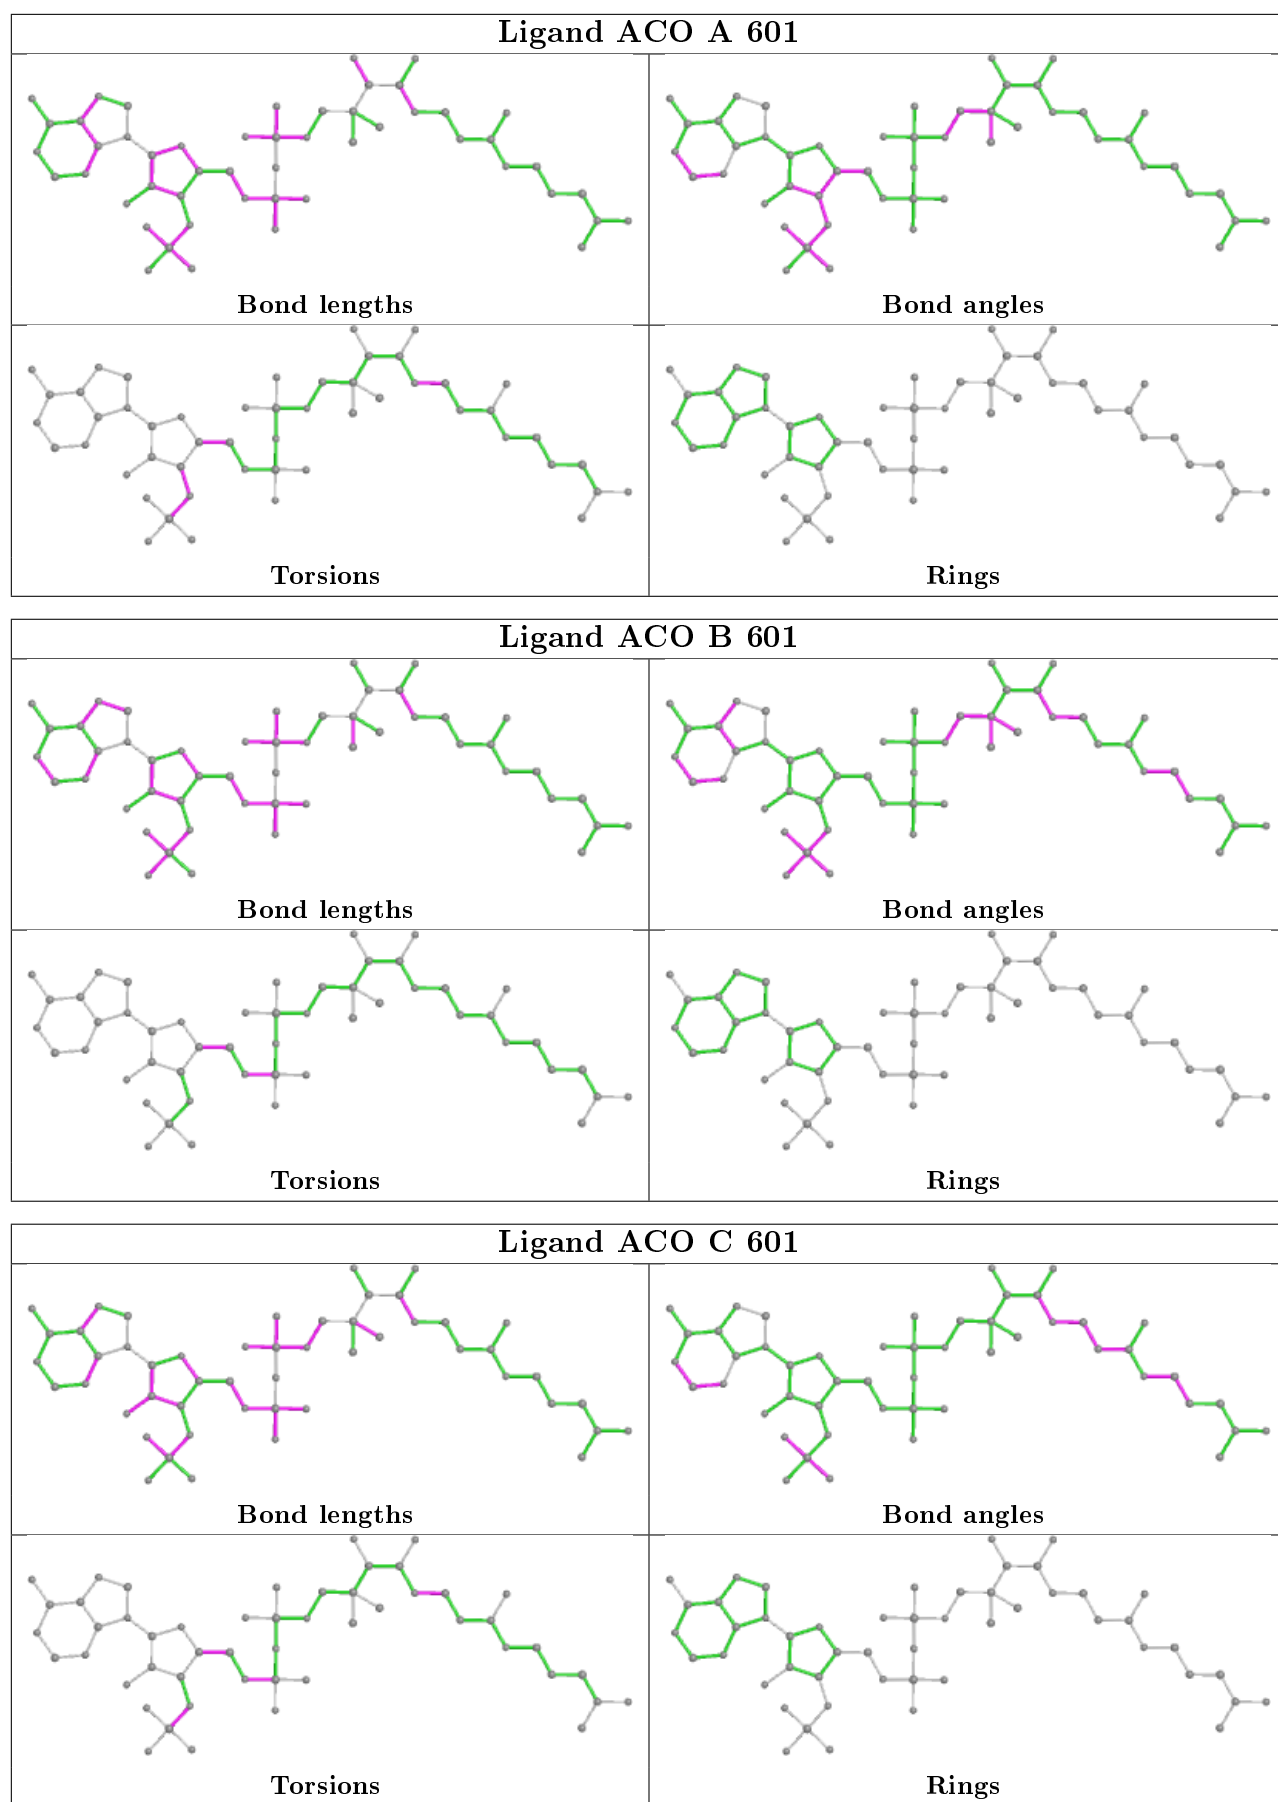 Ligand ACO A 601
Bond lengths
Bond angles
Torsions
Rings
Ligand ACO B 601
Bond lengths
Bond angles
Torsions
Rings
Ligand ACO C 601
Bond lengths
Bond angles
Torsions
Rings